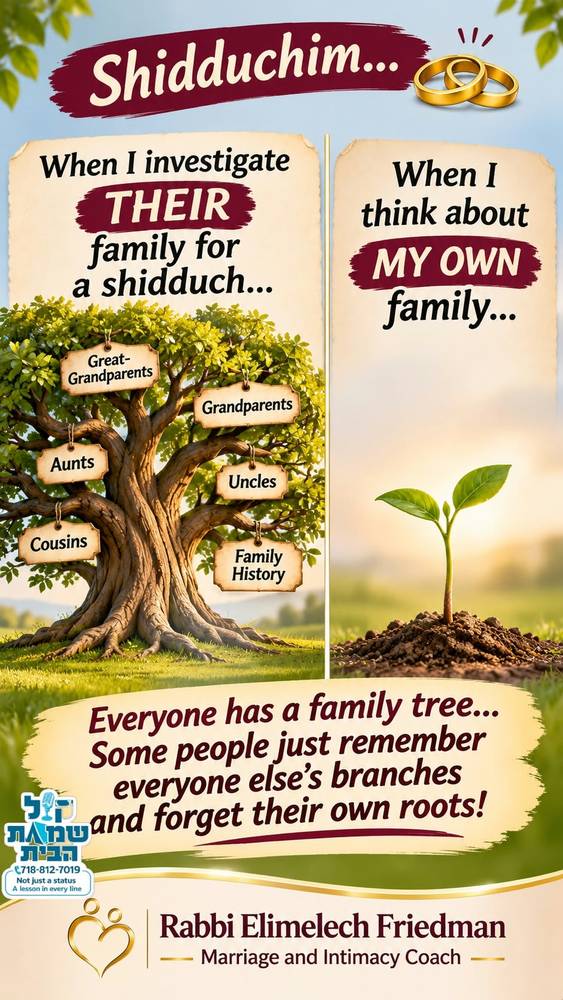 Shidduchim...
When I investigate
THEIR
family for
a shidduch...
Great-
Grandparents
Grandparents
Aunts
Uncles
Cousins
Family
History
When I
think about
MY OWN
family...
Everyone has a family tree...
Some people just remember
everyone else's branches
and forget their own roots!
קול
שמחת
הבית
718-812-7019
Not just a status
A lesson in every line
Rabbi Elimelech Friedman
Marriage and Intimacy Coach